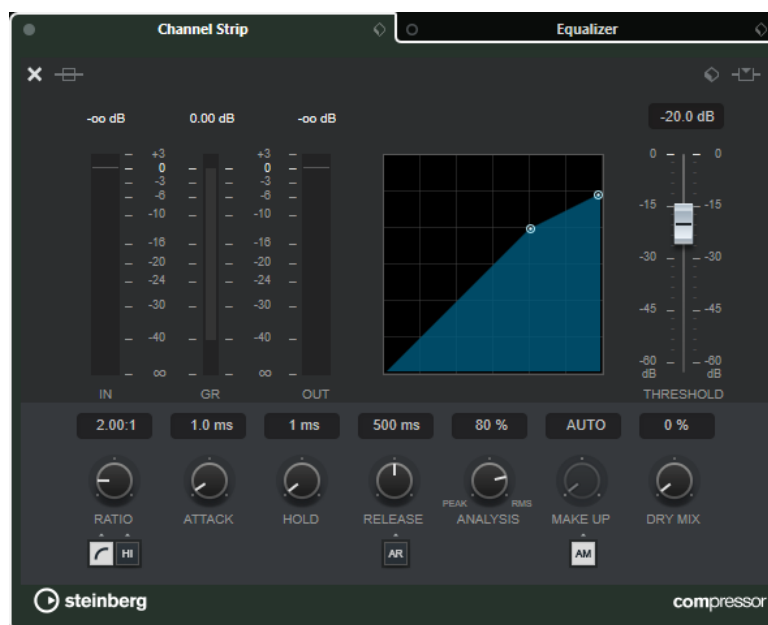 Channel Strip
Equalizer
-oo dB 0.00 dB -oo dB -20.0 dB
+3 +3
0 0 0 0
-3 -3
-6 -6
-10 -10
-15 -15
-16 -16
-20 -20
-24 -24
-30 -30 -30 -30
-40 -40
-45 -45
∞ ∞
-60 -60
dB dB
IN GR OUT THRESHOLD
2.00:1 1.0 ms 1 ms 500 ms 80 % AUTO 0 %
PEAK RMS
RATIO ATTACK HOLD RELEASE ANALYSIS MAKE UP DRY MIX
HI AR AM
steinberg compressor